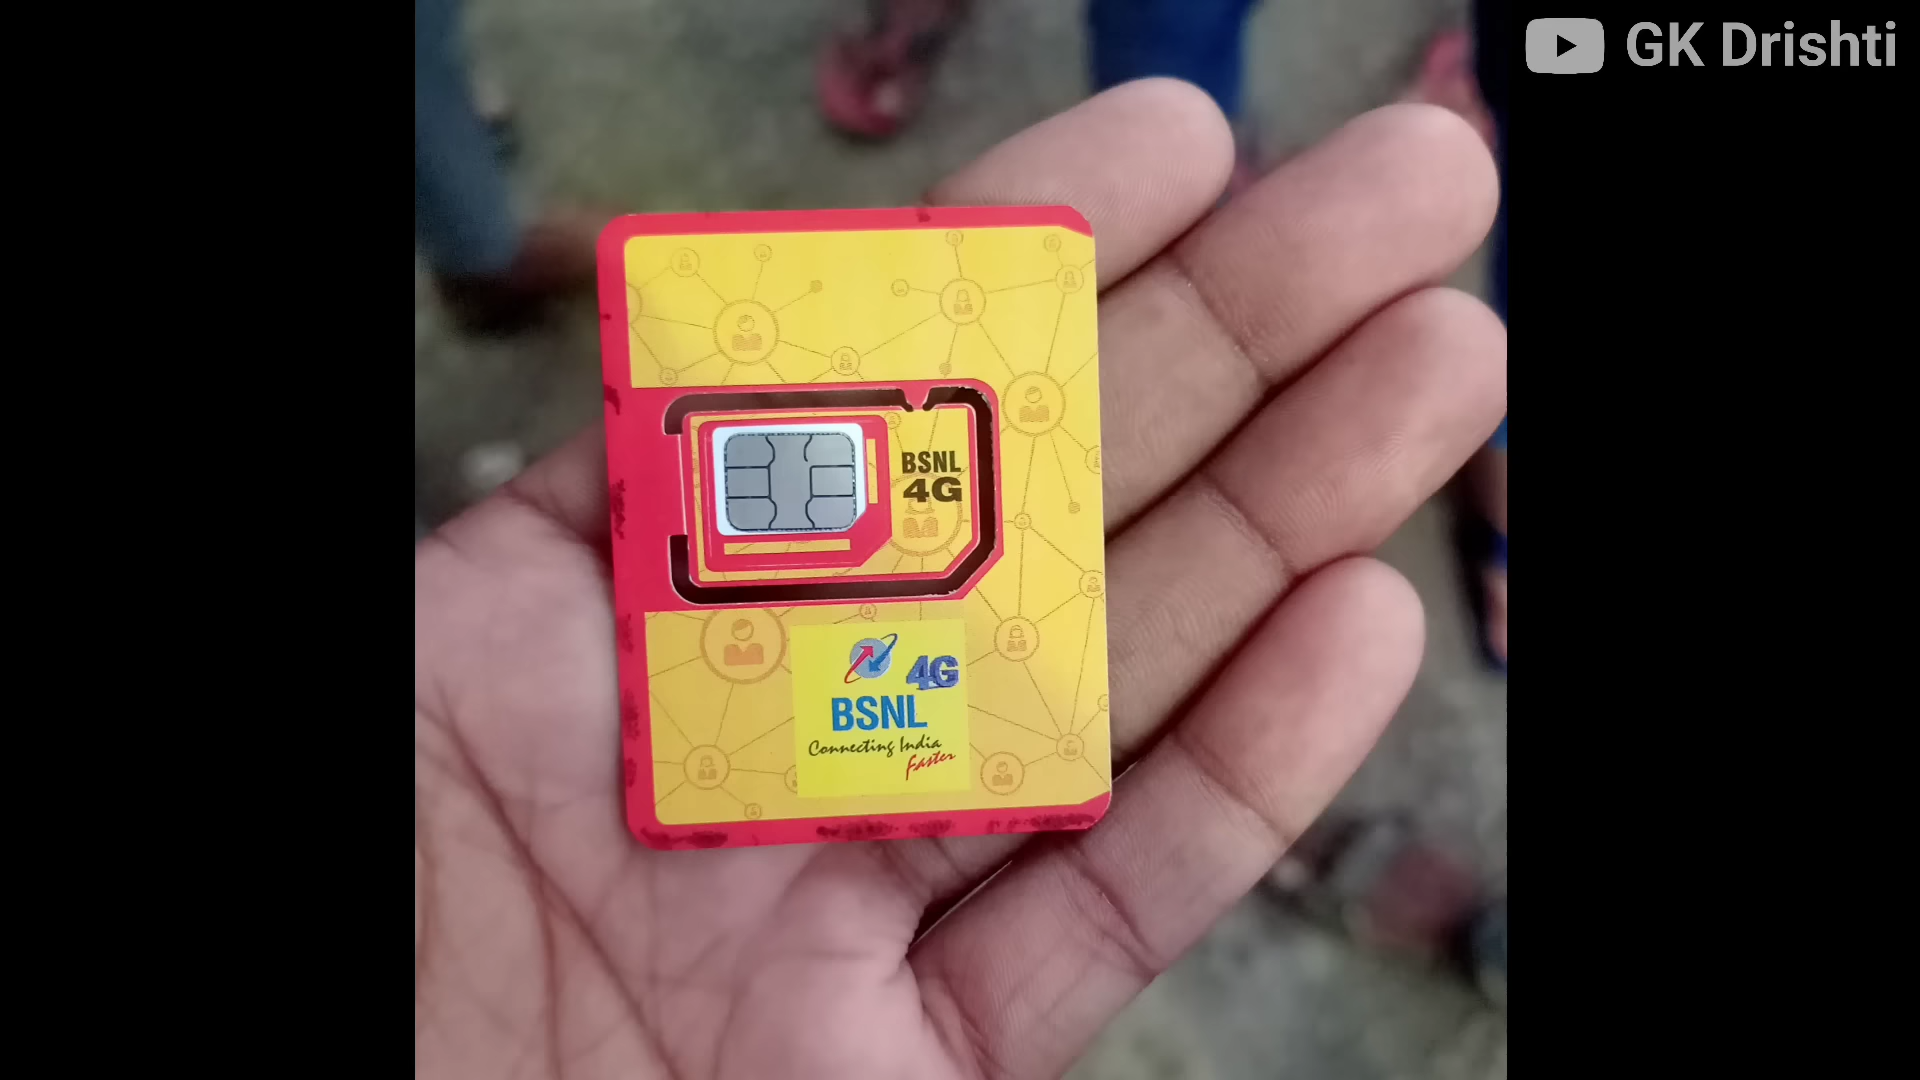 GK Drishti
BSNL
4G
4G
BSNL
Connecting India
Faster